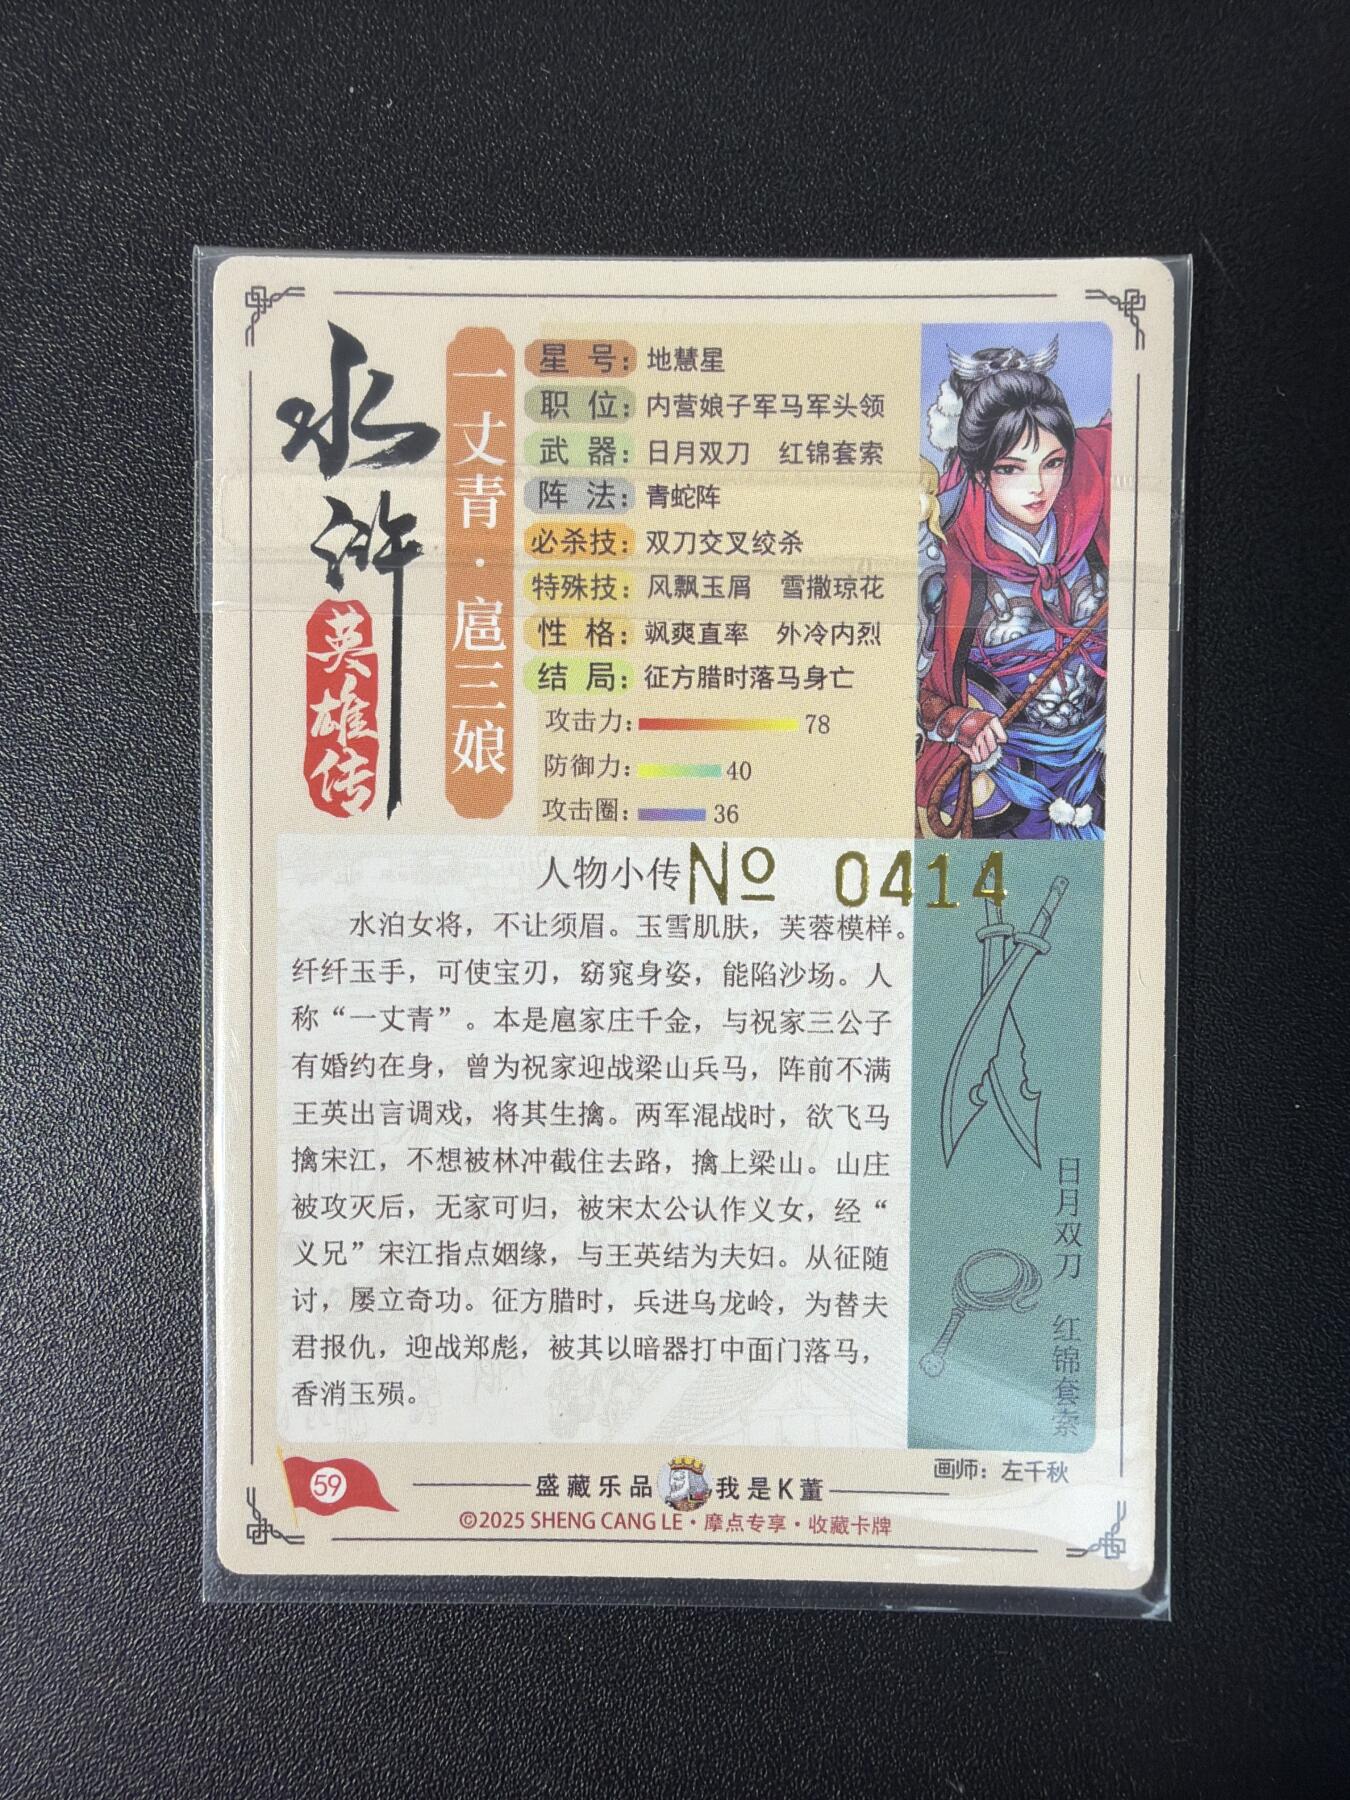 水浒
英雄传
一丈青·扈三娘
星号：地慧星
职位：内营娘子军马军头领
武器：日月双刀 红锦套索
阵法：青蛇阵
必杀技：双刀交叉绞杀
特殊技：风飘玉屑 雪撒琼花
性格：飒爽直率 外冷内烈
结局：征方腊时落马身亡
攻击力：78
防御力：40
攻击圈：36
人物小传 № 0414
水泊女将，不让须眉。玉雪肌肤，芙蓉模样。
纤纤玉手，可使宝刃，窈窕身姿，能陷沙场。人
称“一丈青”。本是扈家庄千金，与祝家三公子
有婚约在身，曾为祝家迎战梁山兵马，阵前不满
王英出言调戏，将其生擒。两军混战时，欲飞马
擒宋江，不想被林冲截住去路，擒上梁山。山庄
被攻灭后，无家可归，被宋太公认作义女，经“
义兄”宋江指点姻缘，与王英结为夫妇。从征随
讨，屡立奇功。征方腊时，兵进乌龙岭，为替夫
君报仇，迎战郑彪，被其以暗器打中面门落马，
香消玉殒。
日月双刀
红锦套索
59
盛藏乐品 我是K董
画师：左千秋
©2025 SHENG CANG LE·摩点专享·收藏卡牌